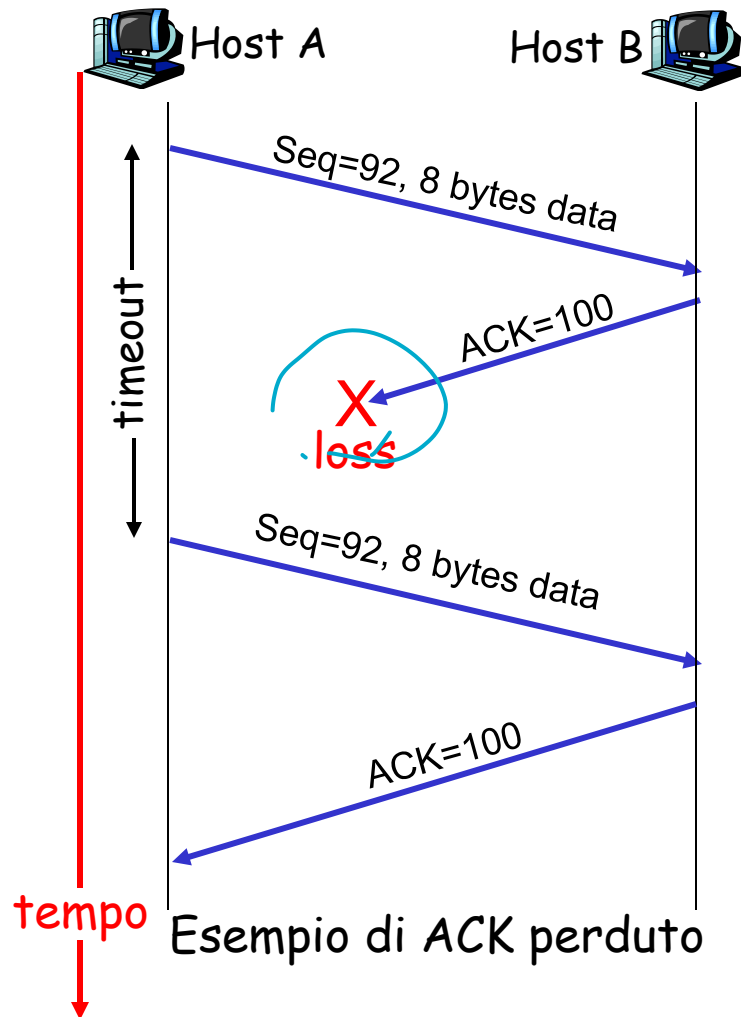 Host A
Host B
Seq=92, 8 bytes data
timeout
ACK=100
X
loss
Seq=92, 8 bytes data
ACK=100
tempo
Esempio di ACK perduto